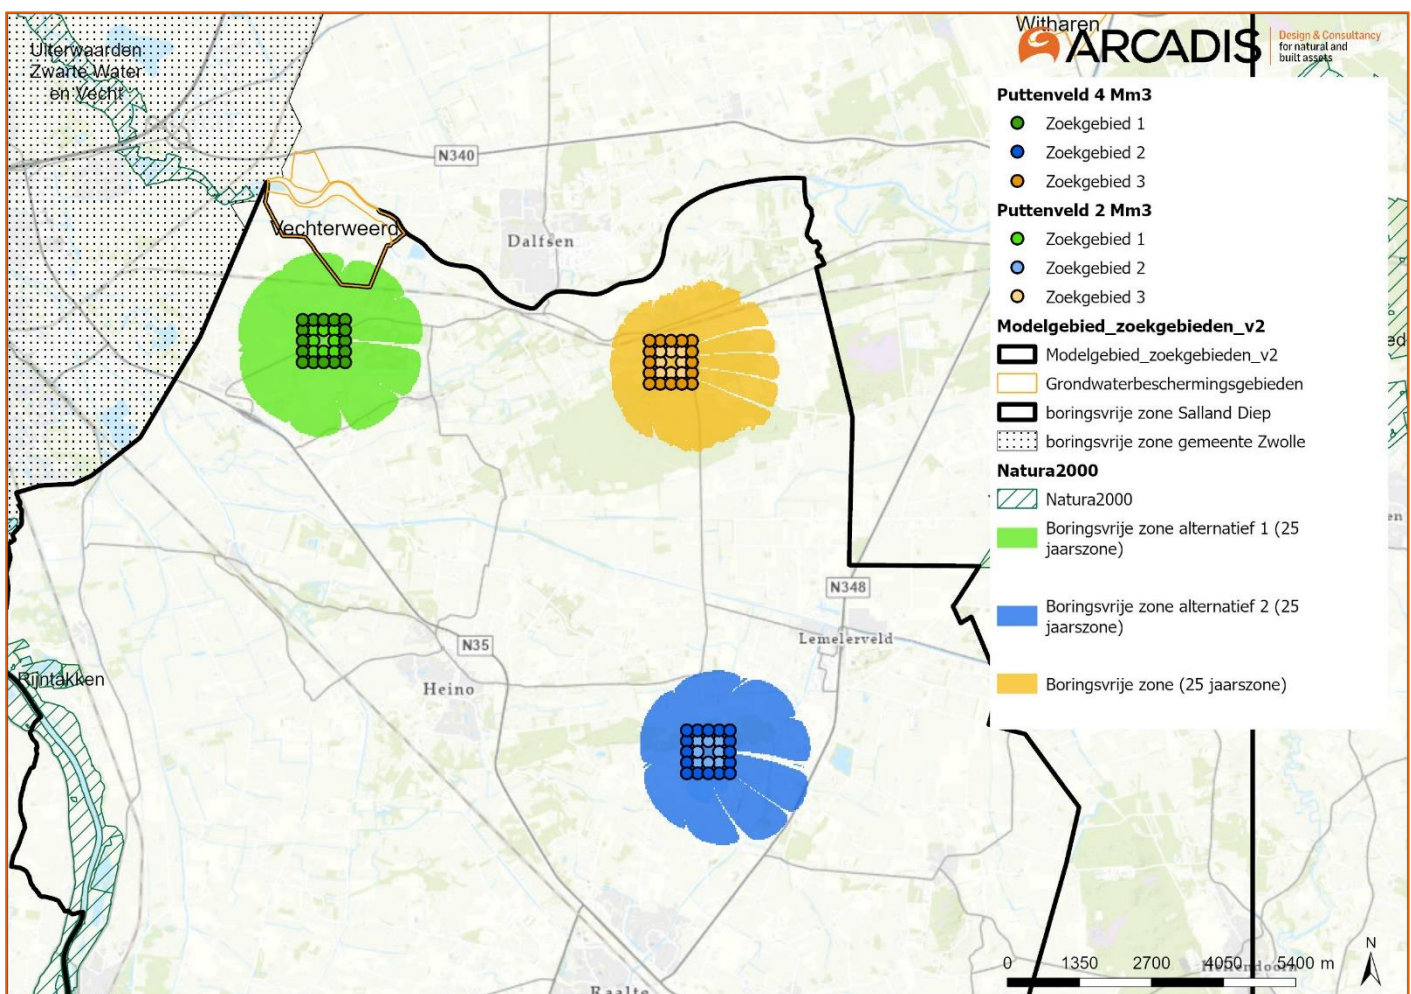 Uiterwaarden
Zwarte Water
en Vecht
N340
Vechterweerd
Dalfsen
N348
Lemelerveld
N35
Heino
Rijntakken
Raalte
Witharen
ARCADIS
Design & Consultancy
for natural and
built assets
Puttenveld 4 Mm3
Zoekgebied 1
Zoekgebied 2
Zoekgebied 3
Puttenveld 2 Mm3
Zoekgebied 1
Zoekgebied 2
Zoekgebied 3
Modelgebied_zoekgebieden_v2
Modelgebied_zoekgebieden_v2
Grondwaterbeschermingsgebieden
boringsvrije zone Salland Diep
boringsvrije zone gemeente Zwolle
Natura2000
Natura2000
Boringsvrije zone alternatief 1 (25
jaarszone)
Boringsvrije zone alternatief 2 (25
jaarszone)
Boringsvrije zone (25 jaarszone)
ed
en
N
0 1350 2700 4050 5400 m
Hellendoorn